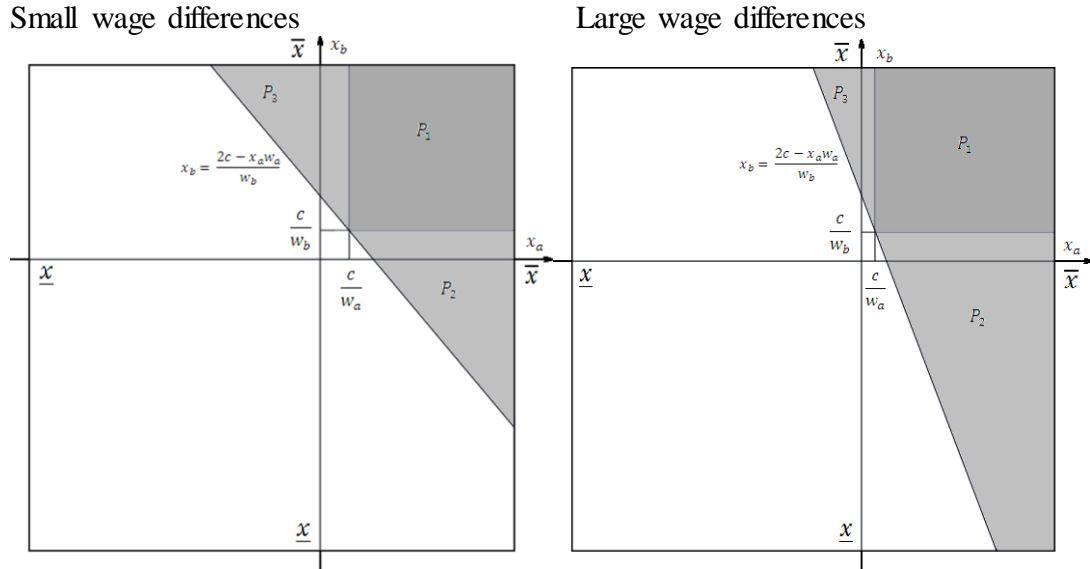 Small wage differences
x̄
x_b
P_3
P_1
x_b = (2c − x_a w_a) / w_b
c / w_b
x_a
x̲
x̄
c / w_a
P_2
x̲
Large wage differences
x̄
x_b
P_3
P_1
x_b = (2c − x_a w_a) / w_b
c / w_b
x_a
x̲
x̄
c / w_a
P_2
x̲